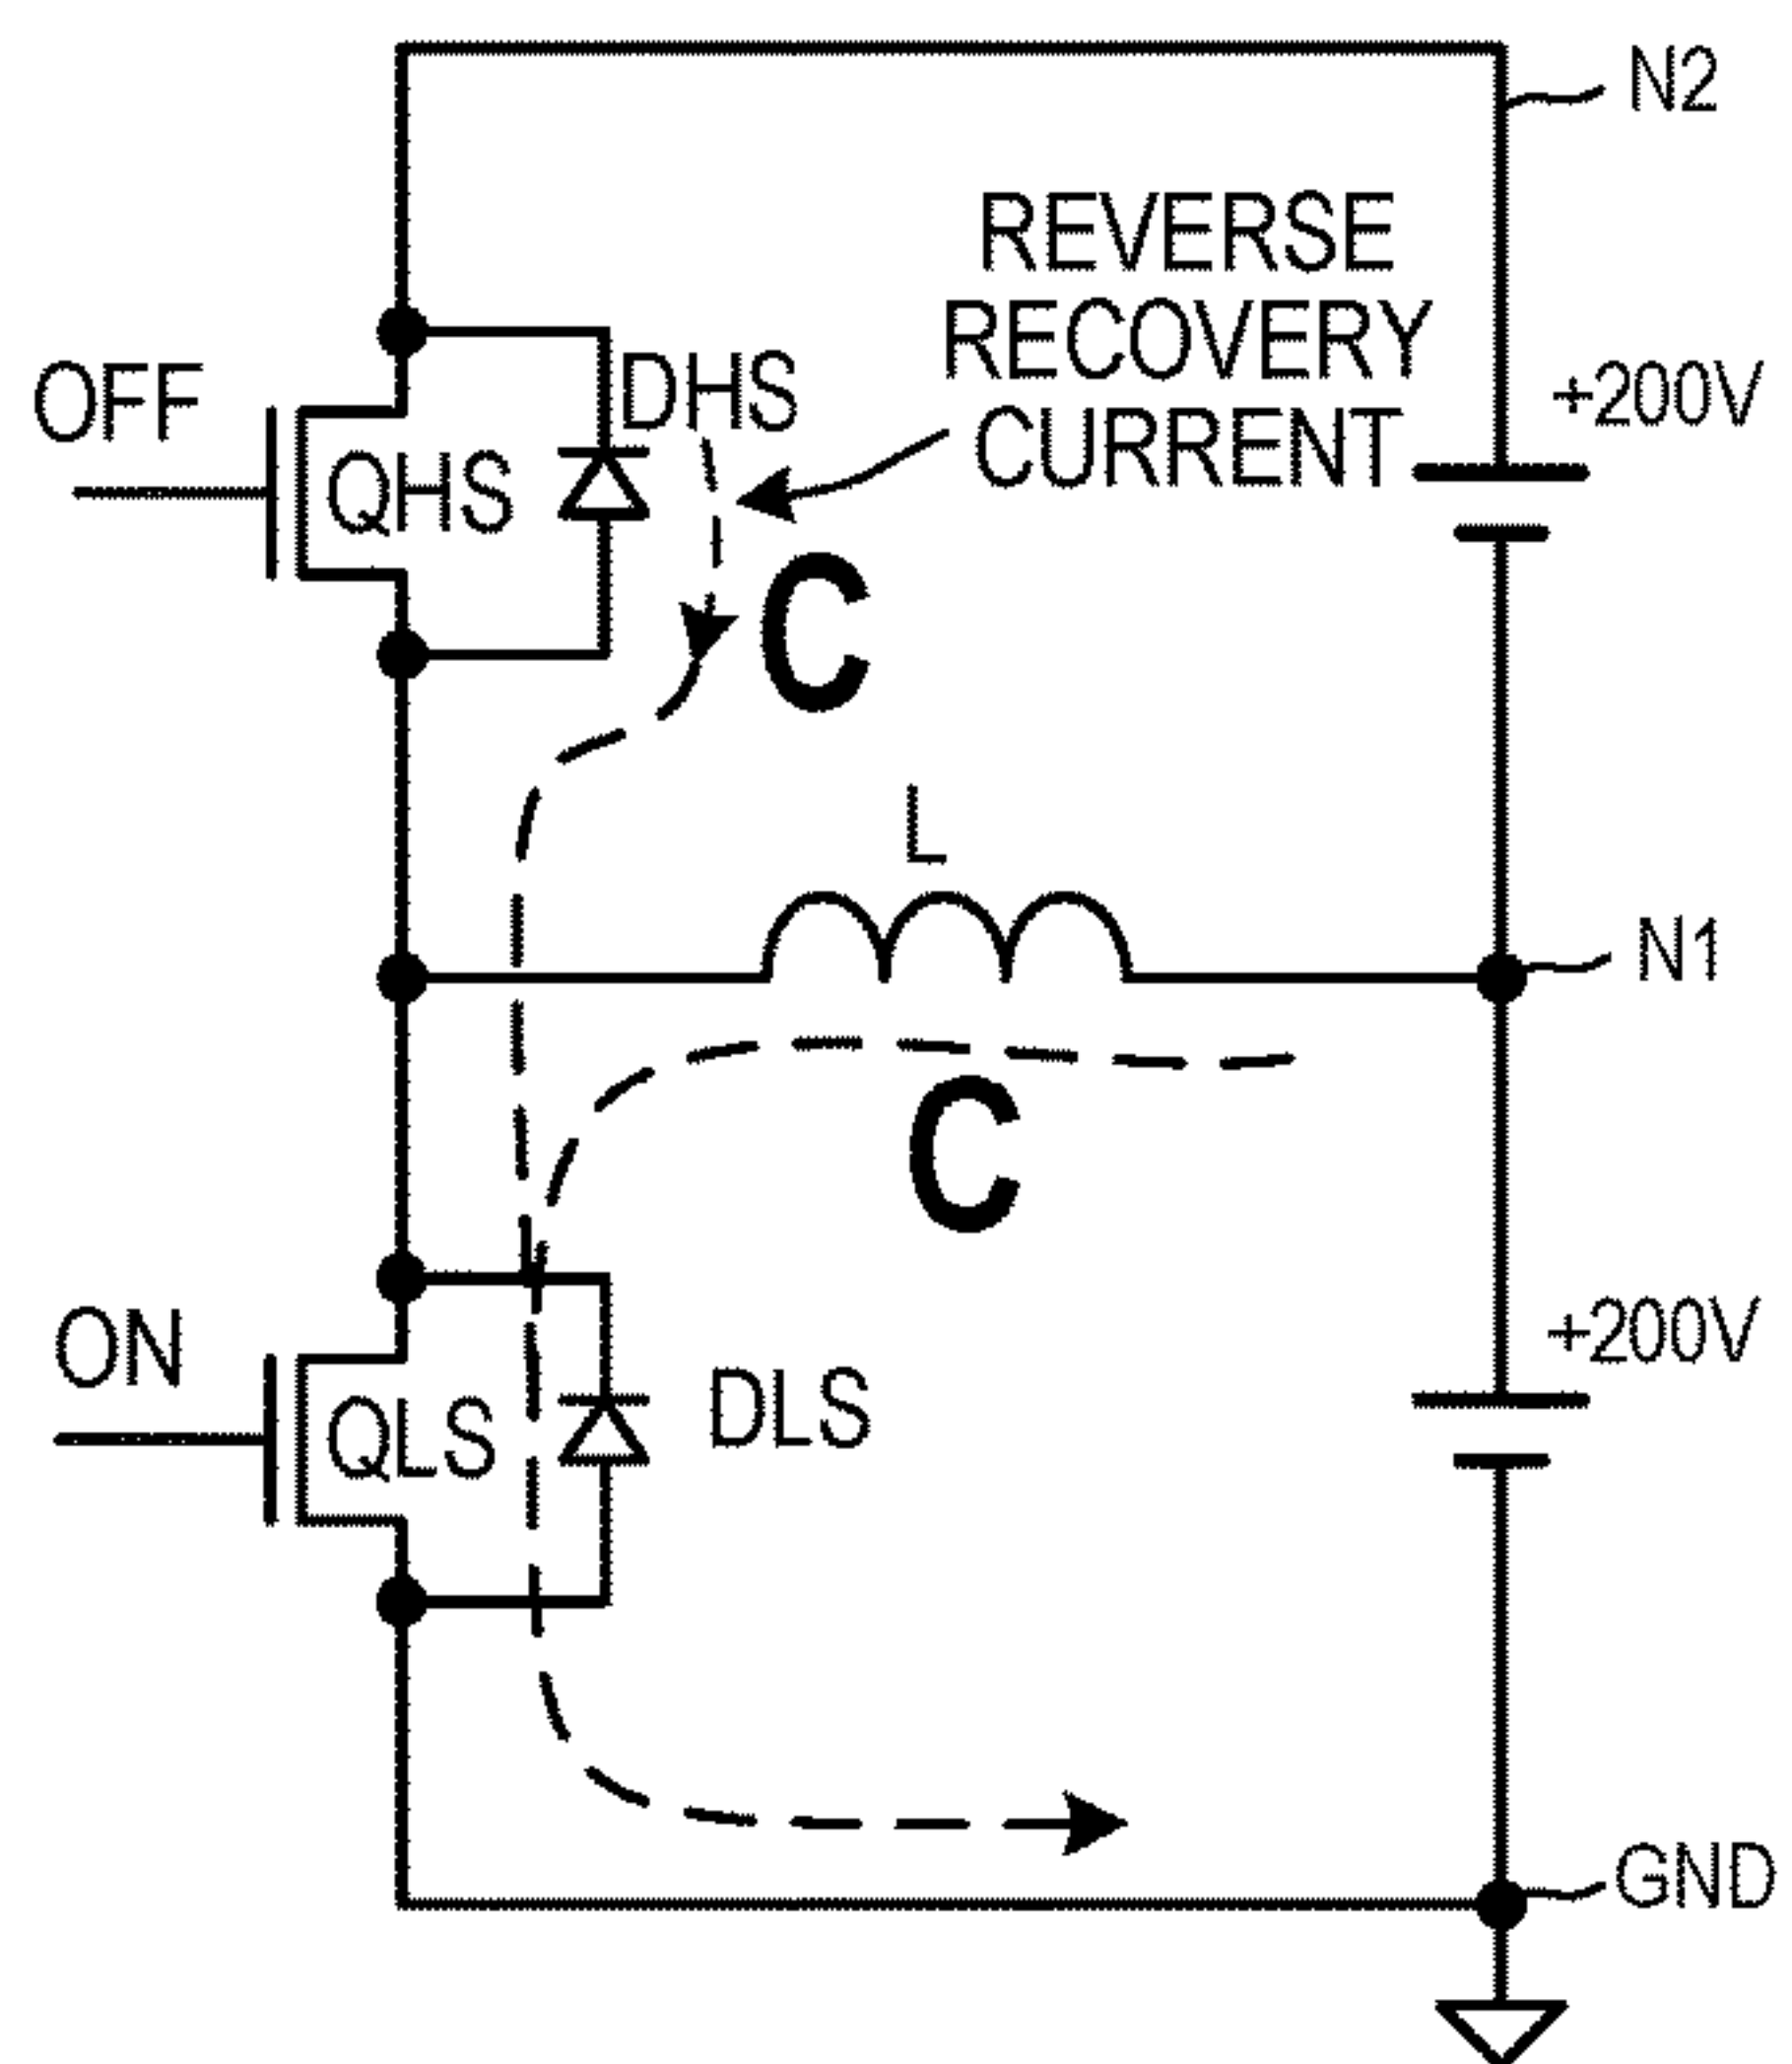 N2
REVERSE
RECOVERY
CURRENT
+200V
OFF
DHS
QHS
C
L
N1
C
ON
QLS
DLS
+200V
GND